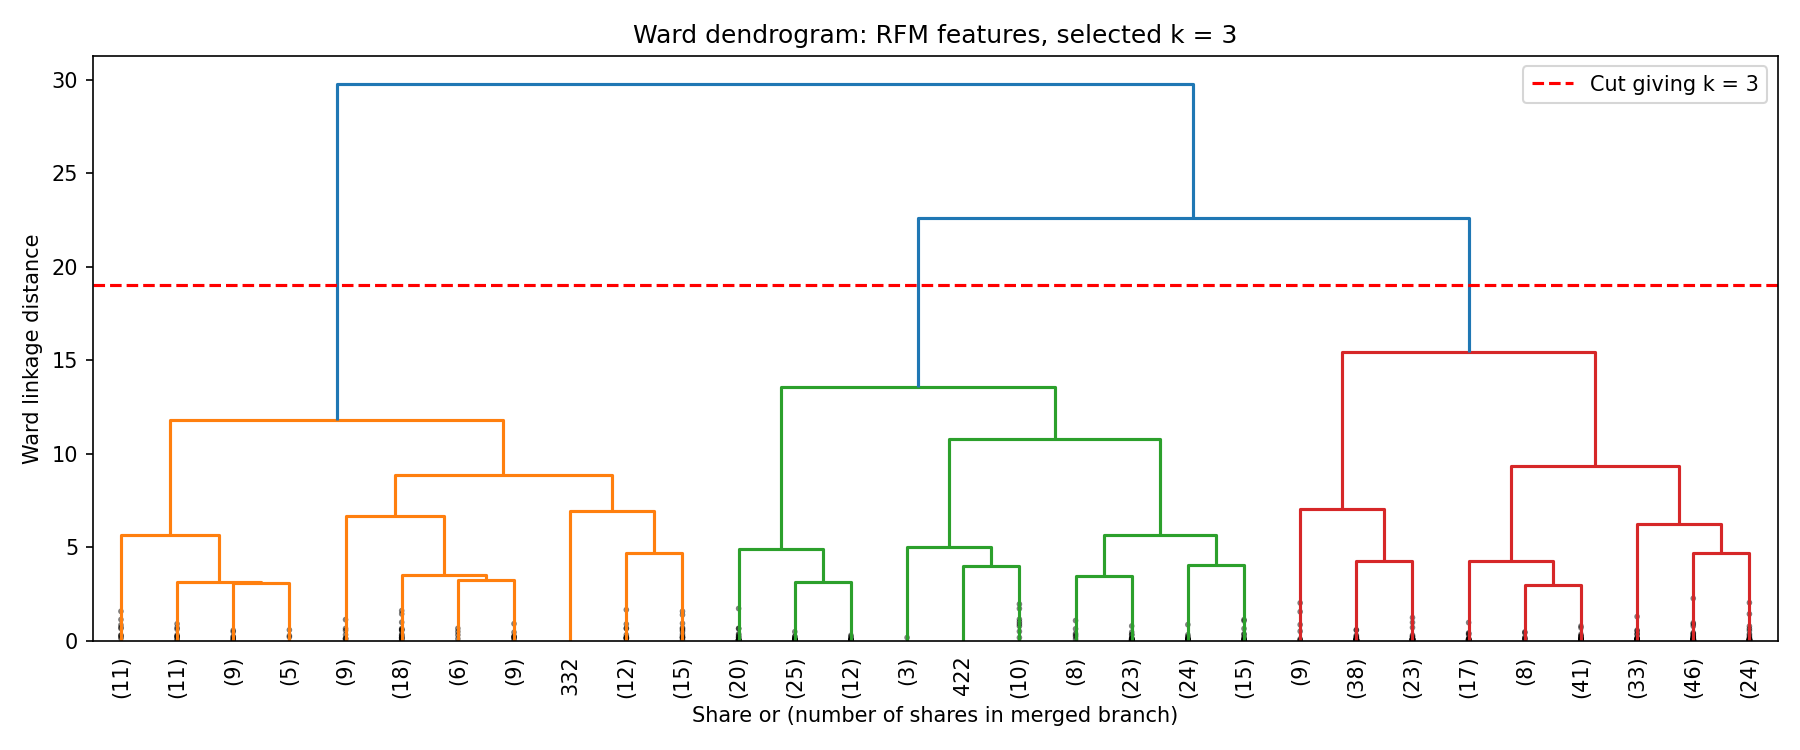 Ward dendrogram: RFM features, selected k = 3
Cut giving k = 3
Ward linkage distance
30
25
20
15
10
5
0
(11) (11) (9) (5) (9) (18) (6) (9) 332 (12) (15) (20) (25) (12) (3) 422 (10) (8) (23) (24) (15) (9) (38) (23) (17) (8) (41) (33) (46) (24)
Share or (number of shares in merged branch)